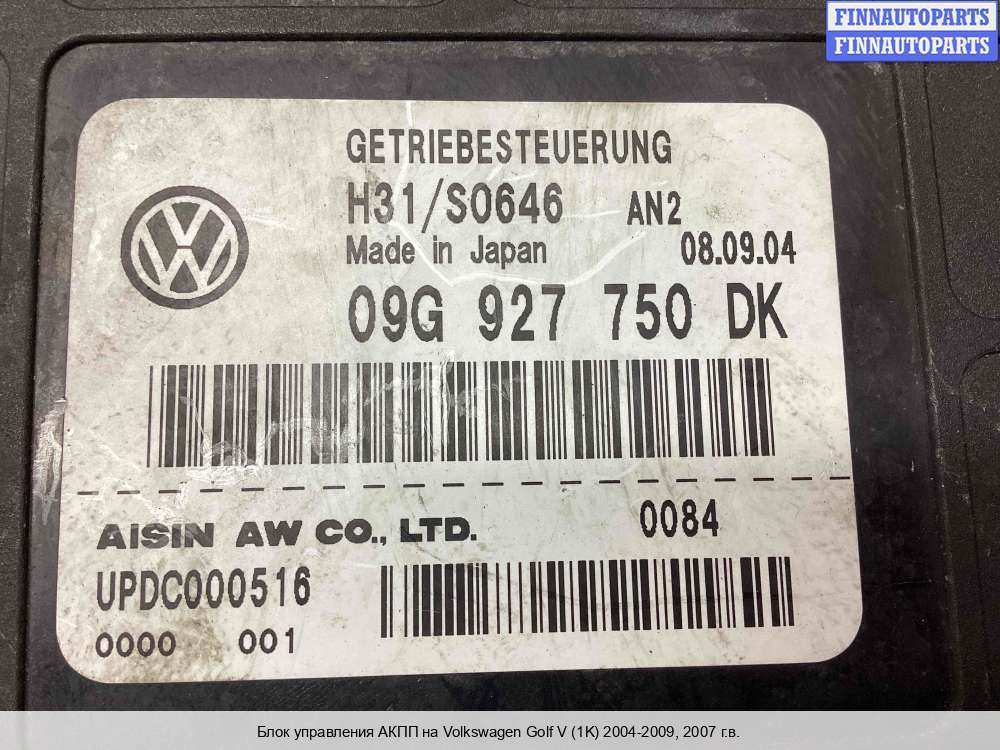 FINNAUTOPARTS
FINNAUTOPARTS
GETRIEBESTEUERUNG
H31/S0646 AN2
Made in Japan 08.09.04
09G 927 750 DK
AISIN AW CO., LTD. 0084
UPDC000516
0000 001
Блок управления АКПП на Volkswagen Golf V (1K) 2004-2009, 2007 г.в.